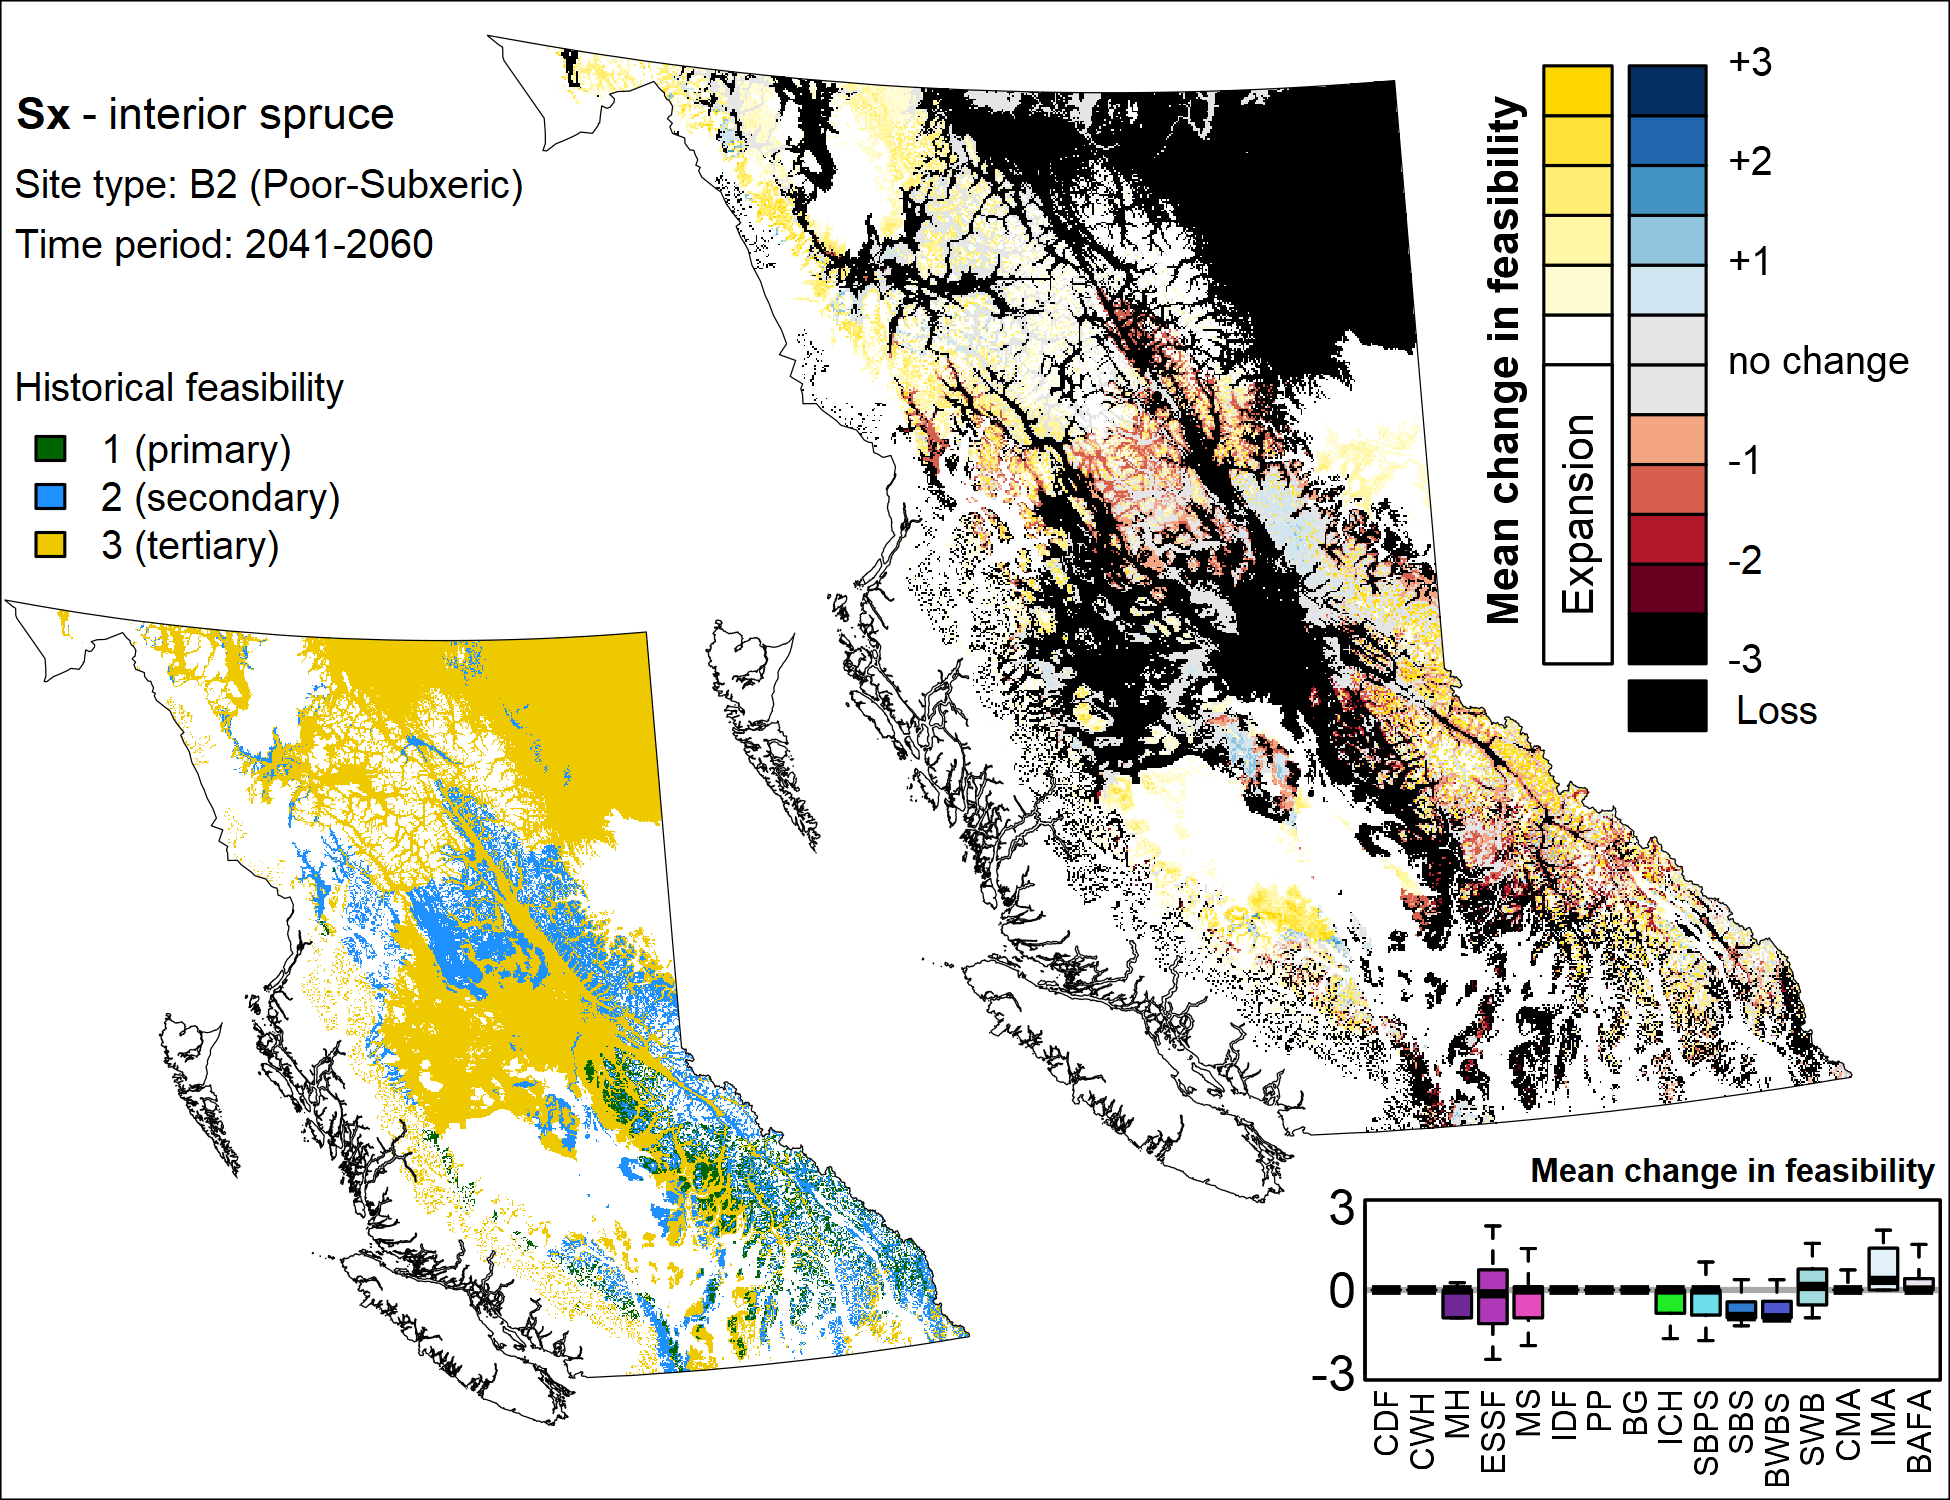 Sx - interior spruce
Site type: B2 (Poor-Subxeric)
Time period: 2041-2060
Historical feasibility
1 (primary)
2 (secondary)
3 (tertiary)
Mean change in feasibility
Expansion
+3
+2
+1
no change
-1
-2
-3
Loss
Mean change in feasibility
3
0
-3
CDF
CWH
MH
ESSF
MS
IDF
PP
BG
ICH
SBPS
SBS
BWBS
SWB
CMA
IMA
BAFA